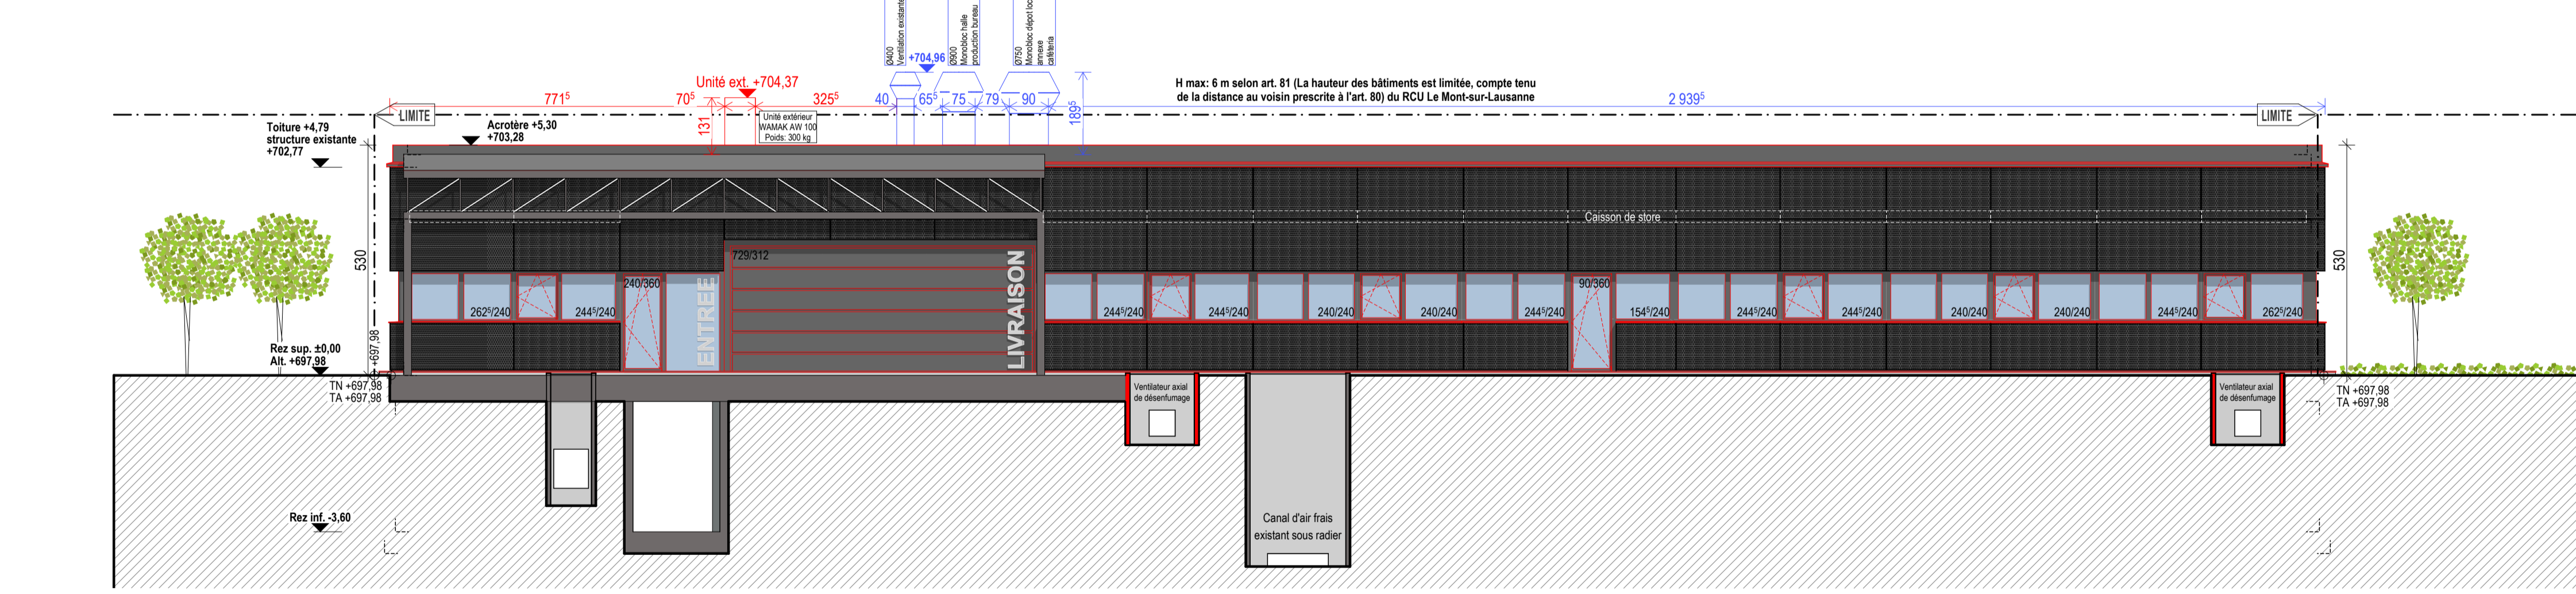 Ø400
Ventilation existante
Ø900
Monobloc halle
production bureau
Ø750
Monobloc dépot loc
annexe
cafétéria
+704,96
Unité ext. +704,37
H max: 6 m selon art. 81 (La hauteur des bâtiments est limitée, compte tenu
de la distance au voisin prescrite à l'art. 80) du RCU Le Mont-sur-Lausanne
771⁵
70⁵
325⁵
40
65⁵
75
79
90
2 939⁵
131
189⁵
LIMITE
LIMITE
Unité extérieur
WAMAK AW 100
Poids: 300 kg
Toiture +4,79
structure existante
+702,77
Acrotère +5,30
+703,28
Caisson de store
530
530
729/312
ENTREE
LIVRAISON
240/360
90/360
262⁵/240
244⁵/240
244⁵/240
244⁵/240
240/240
240/240
244⁵/240
154⁵/240
244⁵/240
244⁵/240
240/240
240/240
244⁵/240
262⁵/240
Rez sup. ±0,00
Alt. +697,98
+697,98
TN +697,98
TA +697,98
Ventilateur axial
de désenfumage
Ventilateur axial
de désenfumage
TN +697,98
TA +697,98
Rez inf. -3,60
Canal d'air frais
existant sous radier